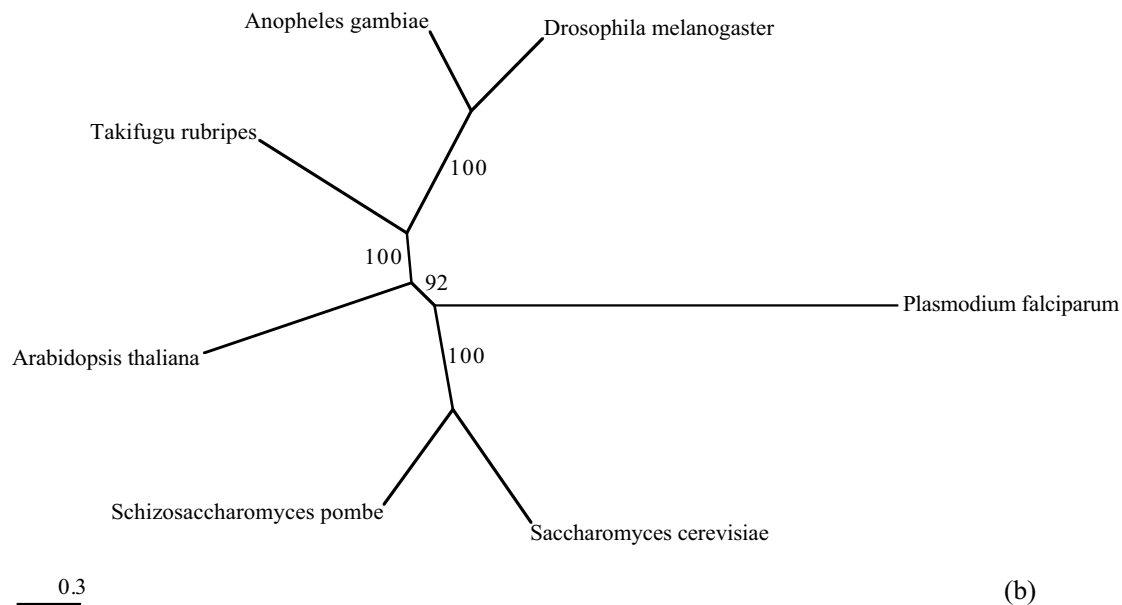 Anopheles gambiae
Drosophila melanogaster
Takifugu rubripes
100
100
92
Plasmodium falciparum
Arabidopsis thaliana
100
Schizosaccharomyces pombe
Saccharomyces cerevisiae
0.3
(b)